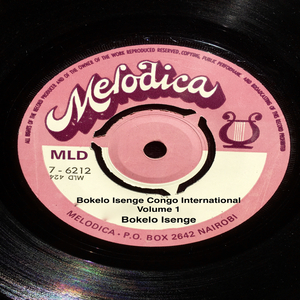 ALL RIGHTS OF THE RECORD PRODUCER AND OF THE OWNER OF THE WORK REPRODUCED RESERVED, COPYING, PUBLIC PERFORMANCE AND BROADCASTING OF THIS RECORD
Melodica
MLD
7 - 6212
MLD 424
Bokelo Isenge Congo International
Volume 1
Bokelo Isenge
MELODICA - P.O. BOX 2642 NAIROBI